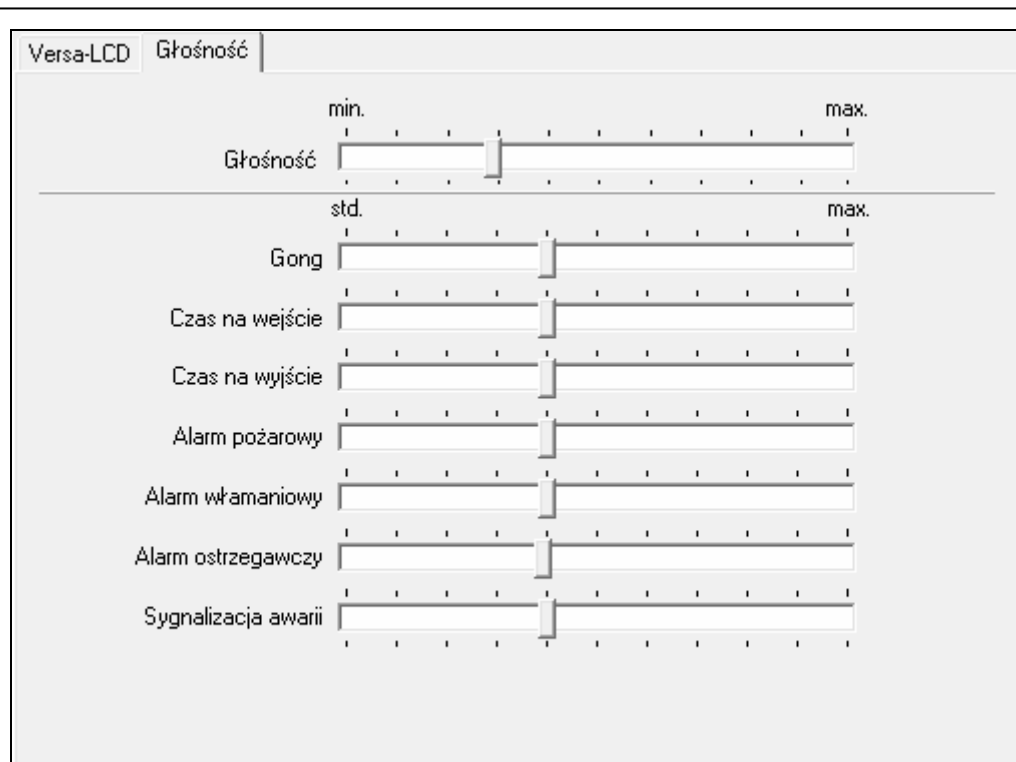 Versa-LCD Głośność
min. max.
Głośność
std. max.
Gong
Czas na wejście
Czas na wyjście
Alarm pożarowy
Alarm włamaniowy
Alarm ostrzegawczy
Sygnalizacja awarii